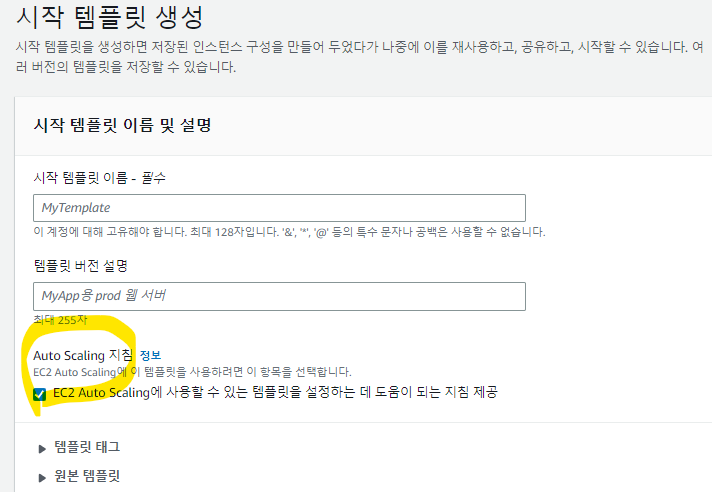 시작 템플릿 생성
시작 템플릿을 생성하면 저장된 인스턴스 구성을 만들어 두었다가 나중에 이를 재사용하고, 공유하고, 시작할 수 있습니다. 여
러 버전의 템플릿을 저장할 수 있습니다.
시작 템플릿 이름 및 설명
시작 템플릿 이름 - 필수
MyTemplate
이 계정에 대해 고유해야 합니다. 최대 128자입니다. '&', '*', '@' 등의 특수 문자나 공백은 사용할 수 없습니다.
템플릿 버전 설명
MyApp용 prod 웹 서버
최대 255자
Auto Scaling 지침 정보
EC2 Auto Scaling에 이 템플릿을 사용하려면 이 항목을 선택합니다.
EC2 Auto Scaling에 사용할 수 있는 템플릿을 설정하는 데 도움이 되는 지침 제공
템플릿 태그
원본 템플릿